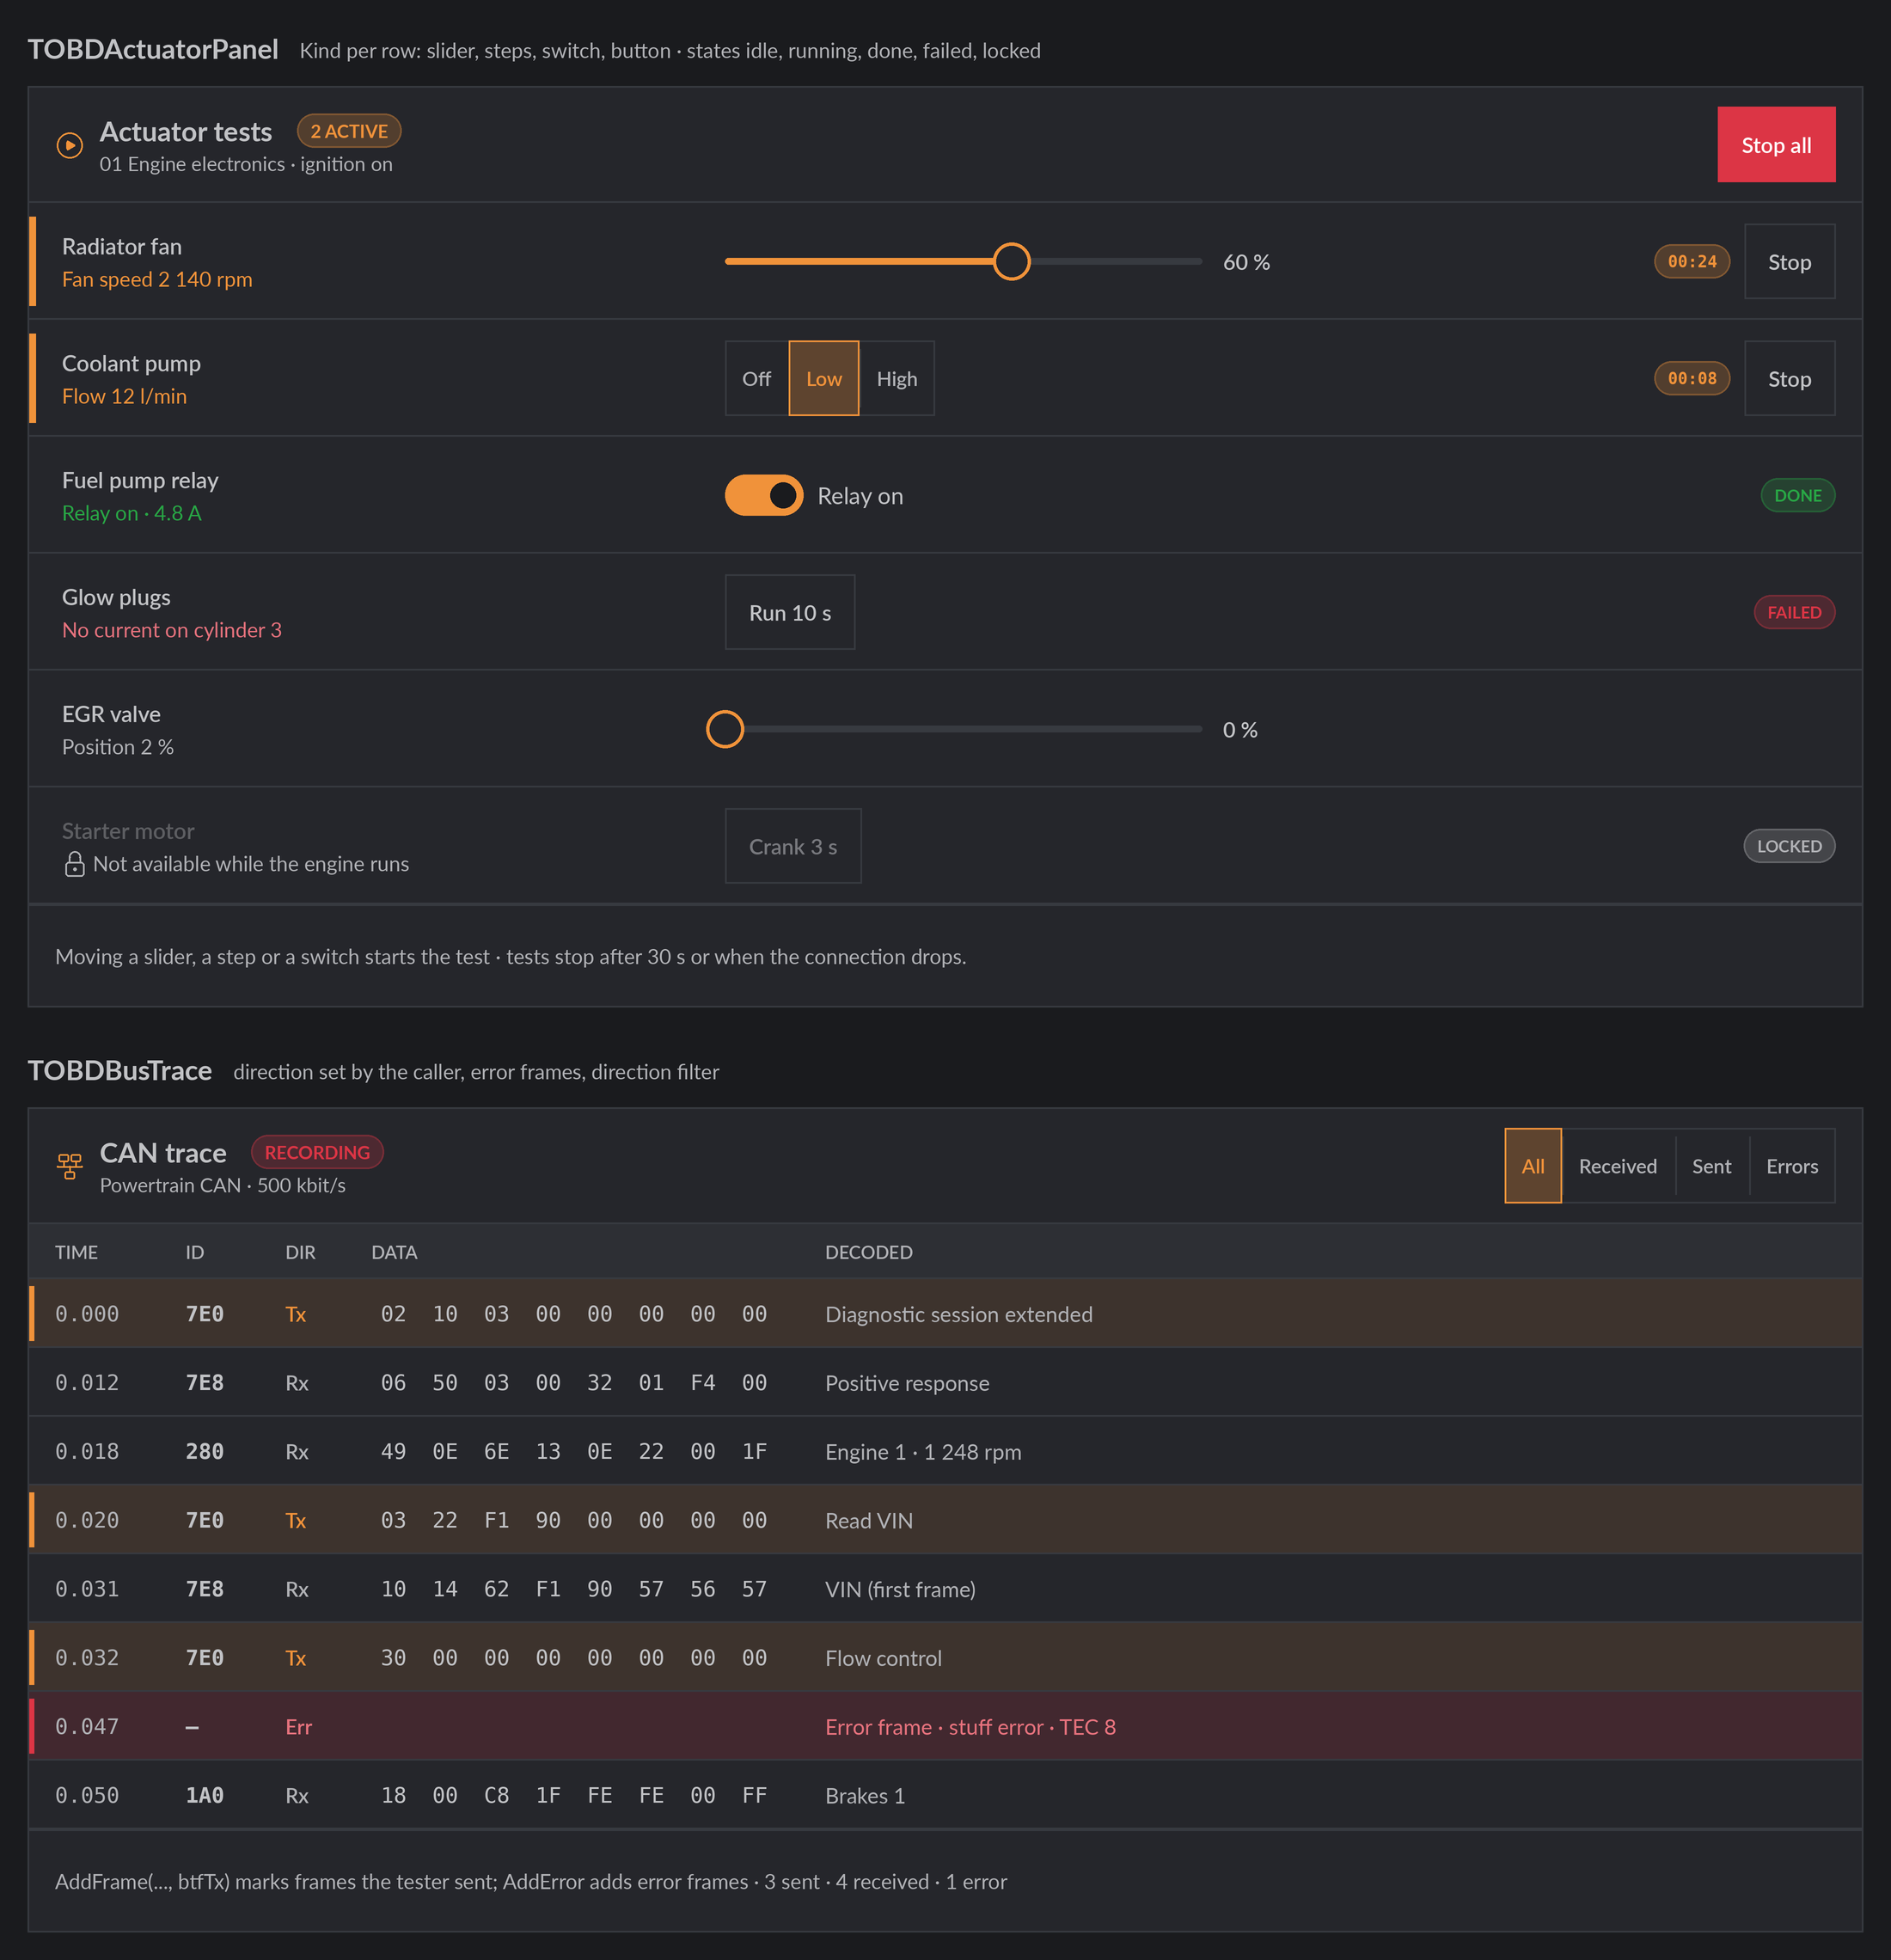 TOBDActuatorPanel Kind per row: slider, steps, switch, button · states idle, running, done, failed, locked
Actuator tests 2 ACTIVE
01 Engine electronics · ignition on
Stop all
Radiator fan
Fan speed 2 140 rpm
60 %
00:24
Stop
Coolant pump
Flow 12 l/min
Off Low High
00:08
Stop
Fuel pump relay
Relay on · 4.8 A
Relay on
DONE
Glow plugs
No current on cylinder 3
Run 10 s
FAILED
EGR valve
Position 2 %
0 %
Starter motor
Not available while the engine runs
Crank 3 s
LOCKED
Moving a slider, a step or a switch starts the test · tests stop after 30 s or when the connection drops.
TOBDBusTrace direction set by the caller, error frames, direction filter
CAN trace RECORDING
Powertrain CAN · 500 kbit/s
All Received Sent Errors
TIME ID DIR DATA DECODED
0.000 7E0 Tx 02 10 03 00 00 00 00 00 Diagnostic session extended
0.012 7E8 Rx 06 50 03 00 32 01 F4 00 Positive response
0.018 280 Rx 49 0E 6E 13 0E 22 00 1F Engine 1 · 1 248 rpm
0.020 7E0 Tx 03 22 F1 90 00 00 00 00 Read VIN
0.031 7E8 Rx 10 14 62 F1 90 57 56 57 VIN (first frame)
0.032 7E0 Tx 30 00 00 00 00 00 00 00 Flow control
0.047 – Err Error frame · stuff error · TEC 8
0.050 1A0 Rx 18 00 C8 1F FE FE 00 FF Brakes 1
AddFrame(..., btfTx) marks frames the tester sent; AddError adds error frames · 3 sent · 4 received · 1 error